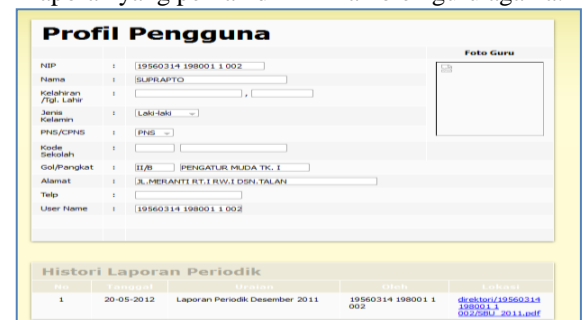 Profil Pengguna
Foto Guru
NIP : 19560314 198001 1 002
Nama : SUPRAPTO
Kelahiran /Tgl. Lahir : ,
Jenis Kelamin : Laki-laki
PNS/CPNS : PNS
Kode Sekolah :
Gol/Pangkat : II/B PENGATUR MUDA TK. I
Alamat : JL.MERANTI RT.I RW.I DSN.TALAN
Telp :
User Name : 19560314 198001 1 002
Histori Laporan Periodik
No Tanggal Uraian Oleh Lokasi
1 20-05-2012 Laporan Periodik Desember 2011 19560314 198001 1 002 direktori/19560314 198001 1 002/SBU_2011.pdf